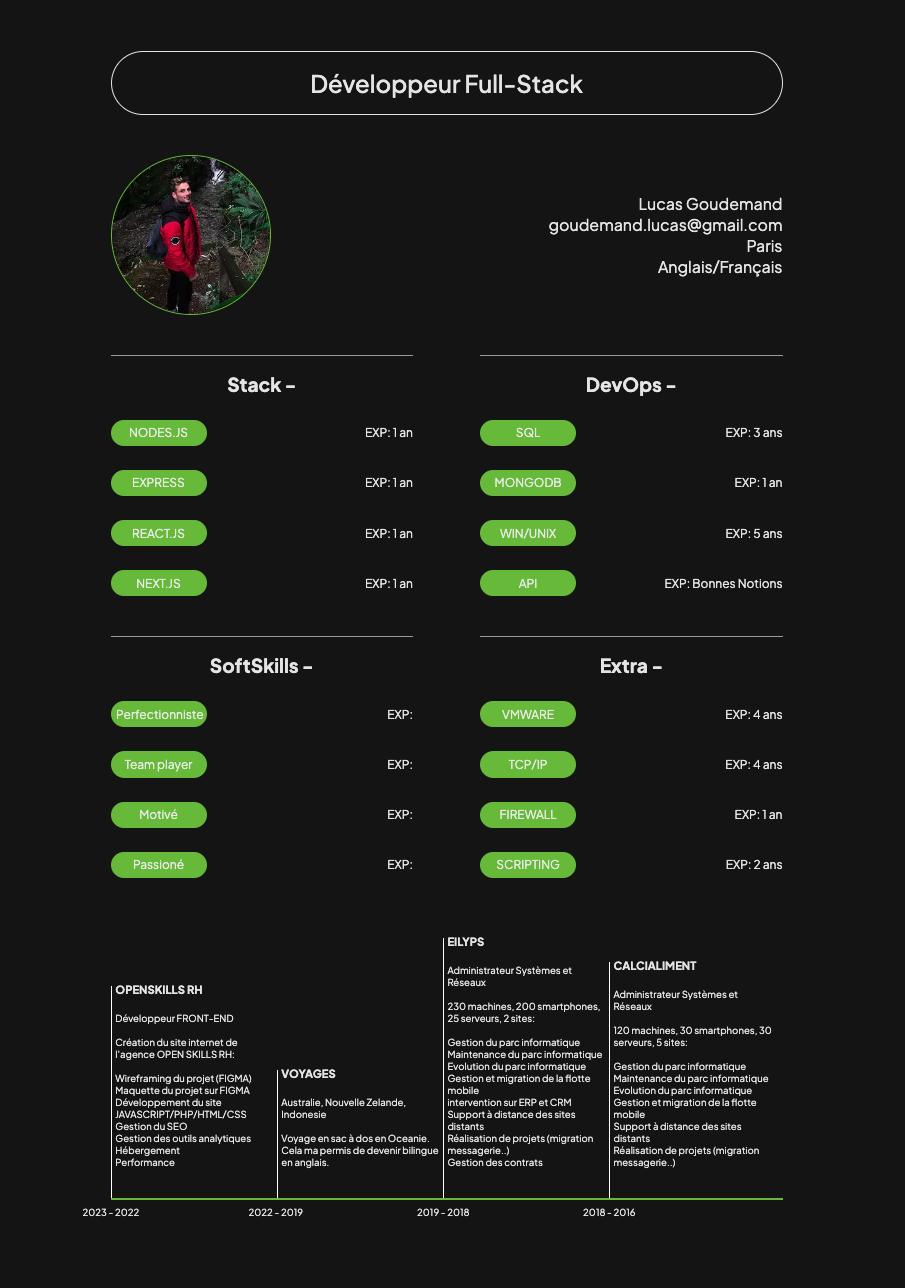 Développeur Full-Stack
Lucas Goudemand
goudemand.lucas@gmail.com
Paris
Anglais/Français
Stack -
NODES.JS EXP: 1 an
EXPRESS EXP: 1 an
REACT.JS EXP: 1 an
NEXT.JS EXP: 1 an
DevOps -
SQL EXP: 3 ans
MONGODB EXP: 1 an
WIN/UNIX EXP: 5 ans
API EXP: Bonnes Notions
SoftSkills -
Perfectionniste EXP:
Team player EXP:
Motivé EXP:
Passioné EXP:
Extra -
VMWARE EXP: 4 ans
TCP/IP EXP: 4 ans
FIREWALL EXP: 1 an
SCRIPTING EXP: 2 ans
OPENSKILLS RH
Développeur FRONT-END
Création du site internet de
l'agence OPEN SKILLS RH:
Wireframing du projet (FIGMA)
Maquette du projet sur FIGMA
Développement du site
JAVASCRIPT/PHP/HTML/CSS
Gestion du SEO
Gestion des outils analytiques
Hébergement
Performance
2023 - 2022
VOYAGES
Australie, Nouvelle Zelande,
Indonesie
Voyage en sac à dos en Oceanie.
Cela ma permis de devenir bilingue
en anglais.
2022 - 2019
EILYPS
Administrateur Systèmes et
Réseaux
230 machines, 200 smartphones,
25 serveurs, 2 sites:
Gestion du parc informatique
Maintenance du parc informatique
Evolution du parc informatique
Gestion et migration de la flotte
mobile
intervention sur ERP et CRM
Support à distance des sites
distants
Réalisation de projets (migration
messagerie..)
Gestion des contrats
2019 - 2018
CALCIALIMENT
Administrateur Systèmes et
Réseaux
120 machines, 30 smartphones, 30
serveurs, 5 sites:
Gestion du parc informatique
Maintenance du parc informatique
Evolution du parc informatique
Gestion et migration de la flotte
mobile
Support à distance des sites
distants
Réalisation de projets (migration
messagerie..)
2018 - 2016